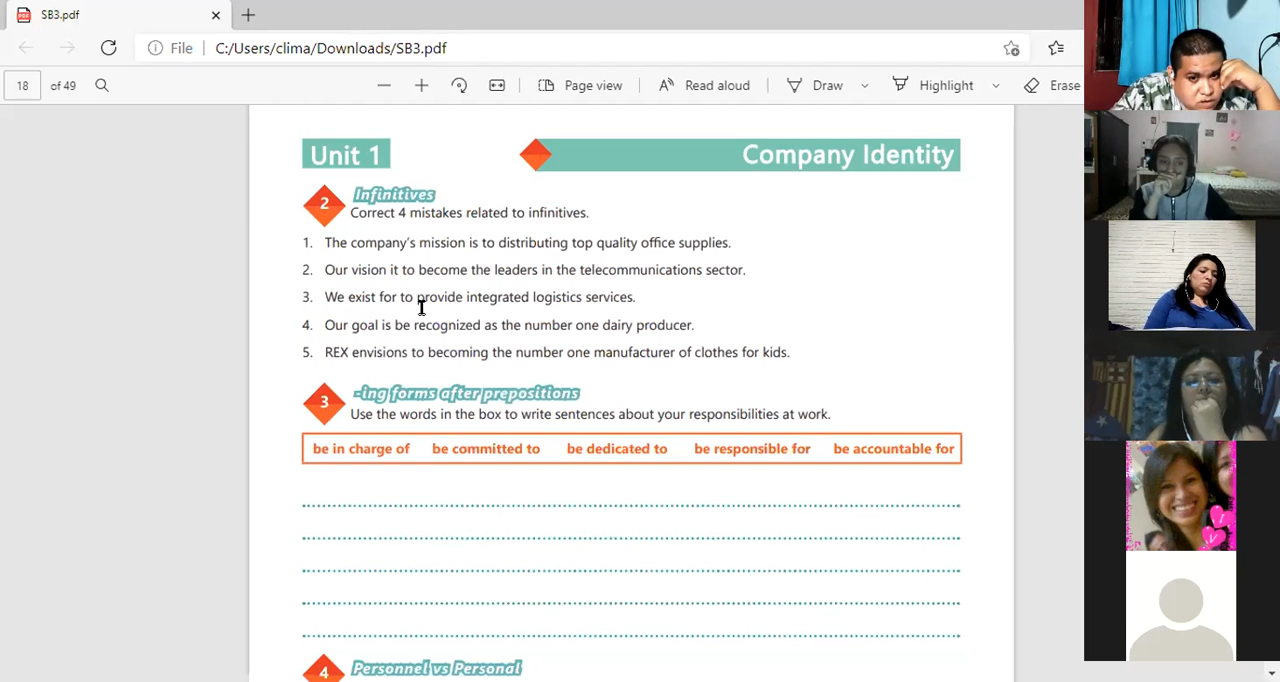 SB3.pdf
File
C:/Users/clima/Downloads/SB3.pdf
18 of 49
Page view
Read aloud
Draw
Highlight
Erase
Unit 1
Company Identity
2
Infinitives
Correct 4 mistakes related to infinitives.
1. The company's mission is to distributing top quality office supplies.
2. Our vision it to become the leaders in the telecommunications sector.
3. We exist for to provide integrated logistics services.
4. Our goal is be recognized as the number one dairy producer.
5. REX envisions to becoming the number one manufacturer of clothes for kids.
3
-ing forms after prepositions
Use the words in the box to write sentences about your responsibilities at work.
be in charge of be committed to be dedicated to be responsible for be accountable for
4
Personnel vs Personal